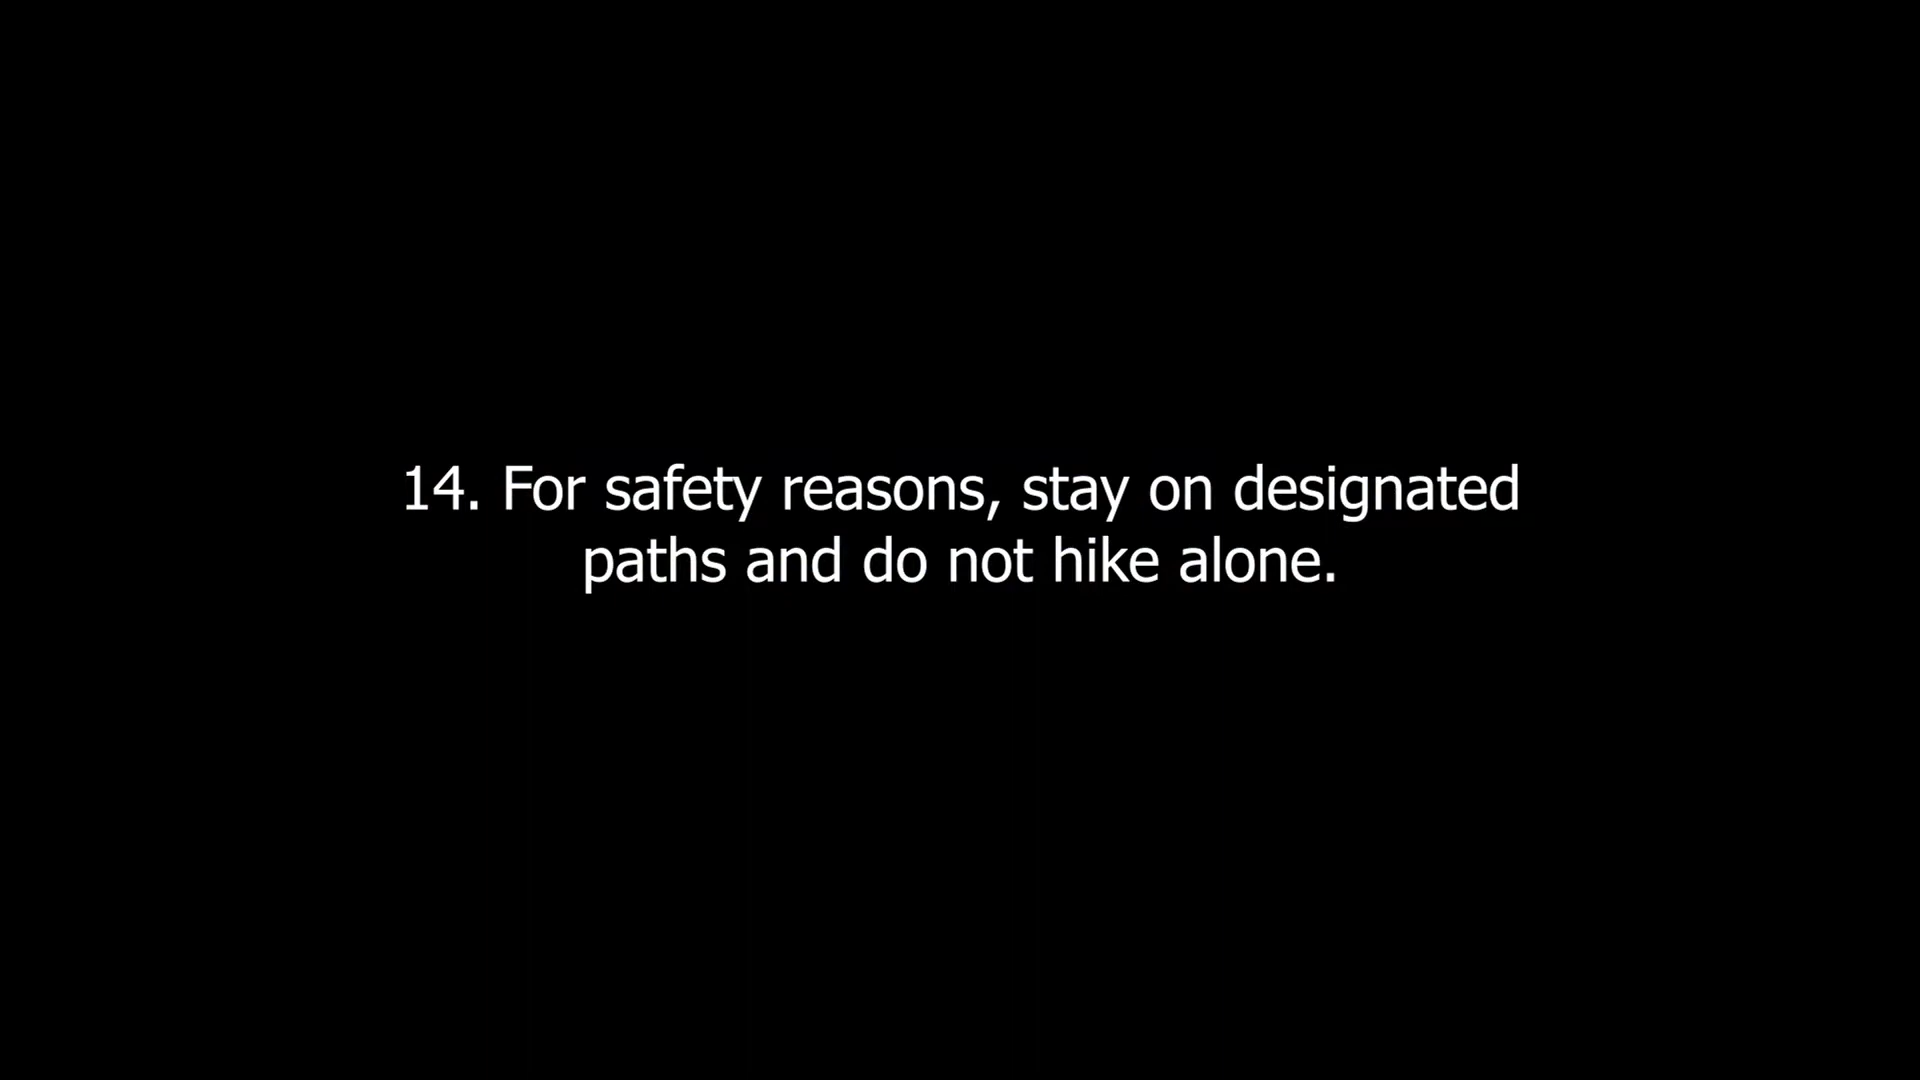 14. For safety reasons, stay on designated
paths and do not hike alone.